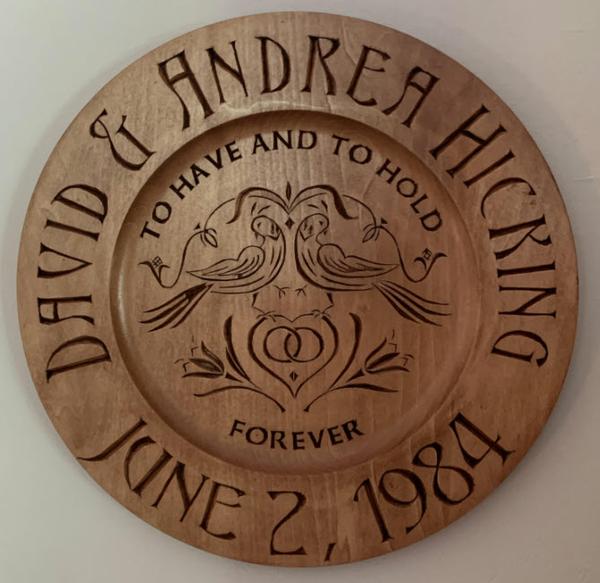 DAVID & ANDREA HICKING
TO HAVE AND TO HOLD
FOREVER
JUNE 2, 1984